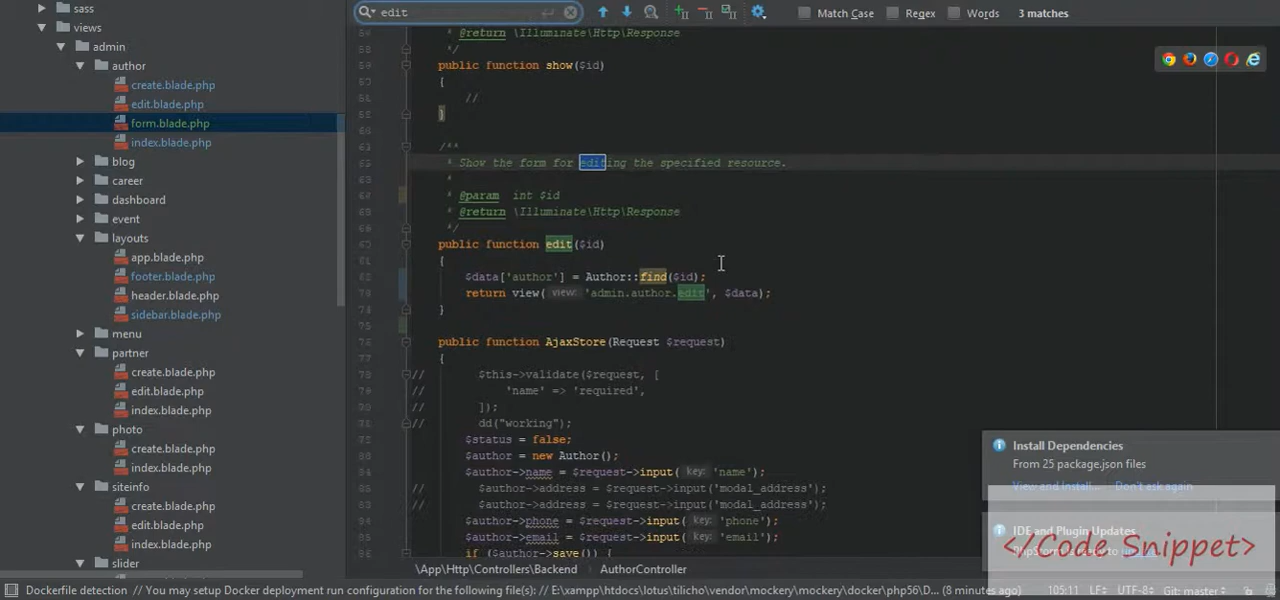 sass
views
admin
author
create.blade.php
edit.blade.php
form.blade.php
index.blade.php
blog
career
dashboard
event
layouts
app.blade.php
footer.blade.php
header.blade.php
sidebar.blade.php
menu
partner
create.blade.php
edit.blade.php
index.blade.php
photo
create.blade.php
index.blade.php
siteinfo
create.blade.php
edit.blade.php
index.blade.php
slider
edit
Match Case
Regex
Words
3 matches
* @return \Illuminate\Http\Response
*/
public function show($id)
{
//
}
/**
* Show the form for editing the specified resource.
*
* @param  int $id
* @return \Illuminate\Http\Response
*/
public function edit($id)
{
$data['author'] = Author::find($id);
return view( view: 'admin.author.edit', $data);
}
public function AjaxStore(Request $request)
{
//        $this->validate($request, [
//            'name' => 'required',
//        ]);
//        dd("working");
$status = false;
$author = new Author();
$author->name = $request->input( key: 'name');
//        $author->address = $request->input('modal_address');
//        $author->address = $request->input('modal_address');
$author->phone = $request->input( key: 'phone');
$author->email = $request->input( key: 'email');
if ($author->save()) {
\App\Http\Controllers\Backend
AuthorController
Install Dependencies
From 25 package.json files
View and install...
Don't ask again
IDE and Plugin Updates
</Code Snippet>
Dockerfile detection // You may setup Docker deployment run configuration for the following file(s): // E:\xampp\htdocs\lotus\tilicho\vendor\mockery\mockery\docker\php56\D... (8 minutes ago)
105:11
LF
UTF-8
Git: master